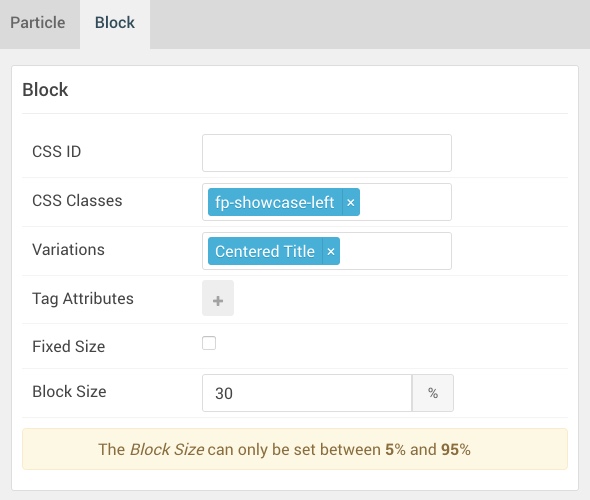 Particle Block
Block
CSS ID
CSS Classes fp-showcase-left ×
Variations Centered Title ×
Tag Attributes +
Fixed Size
Block Size 30 %
The Block Size can only be set between 5% and 95%